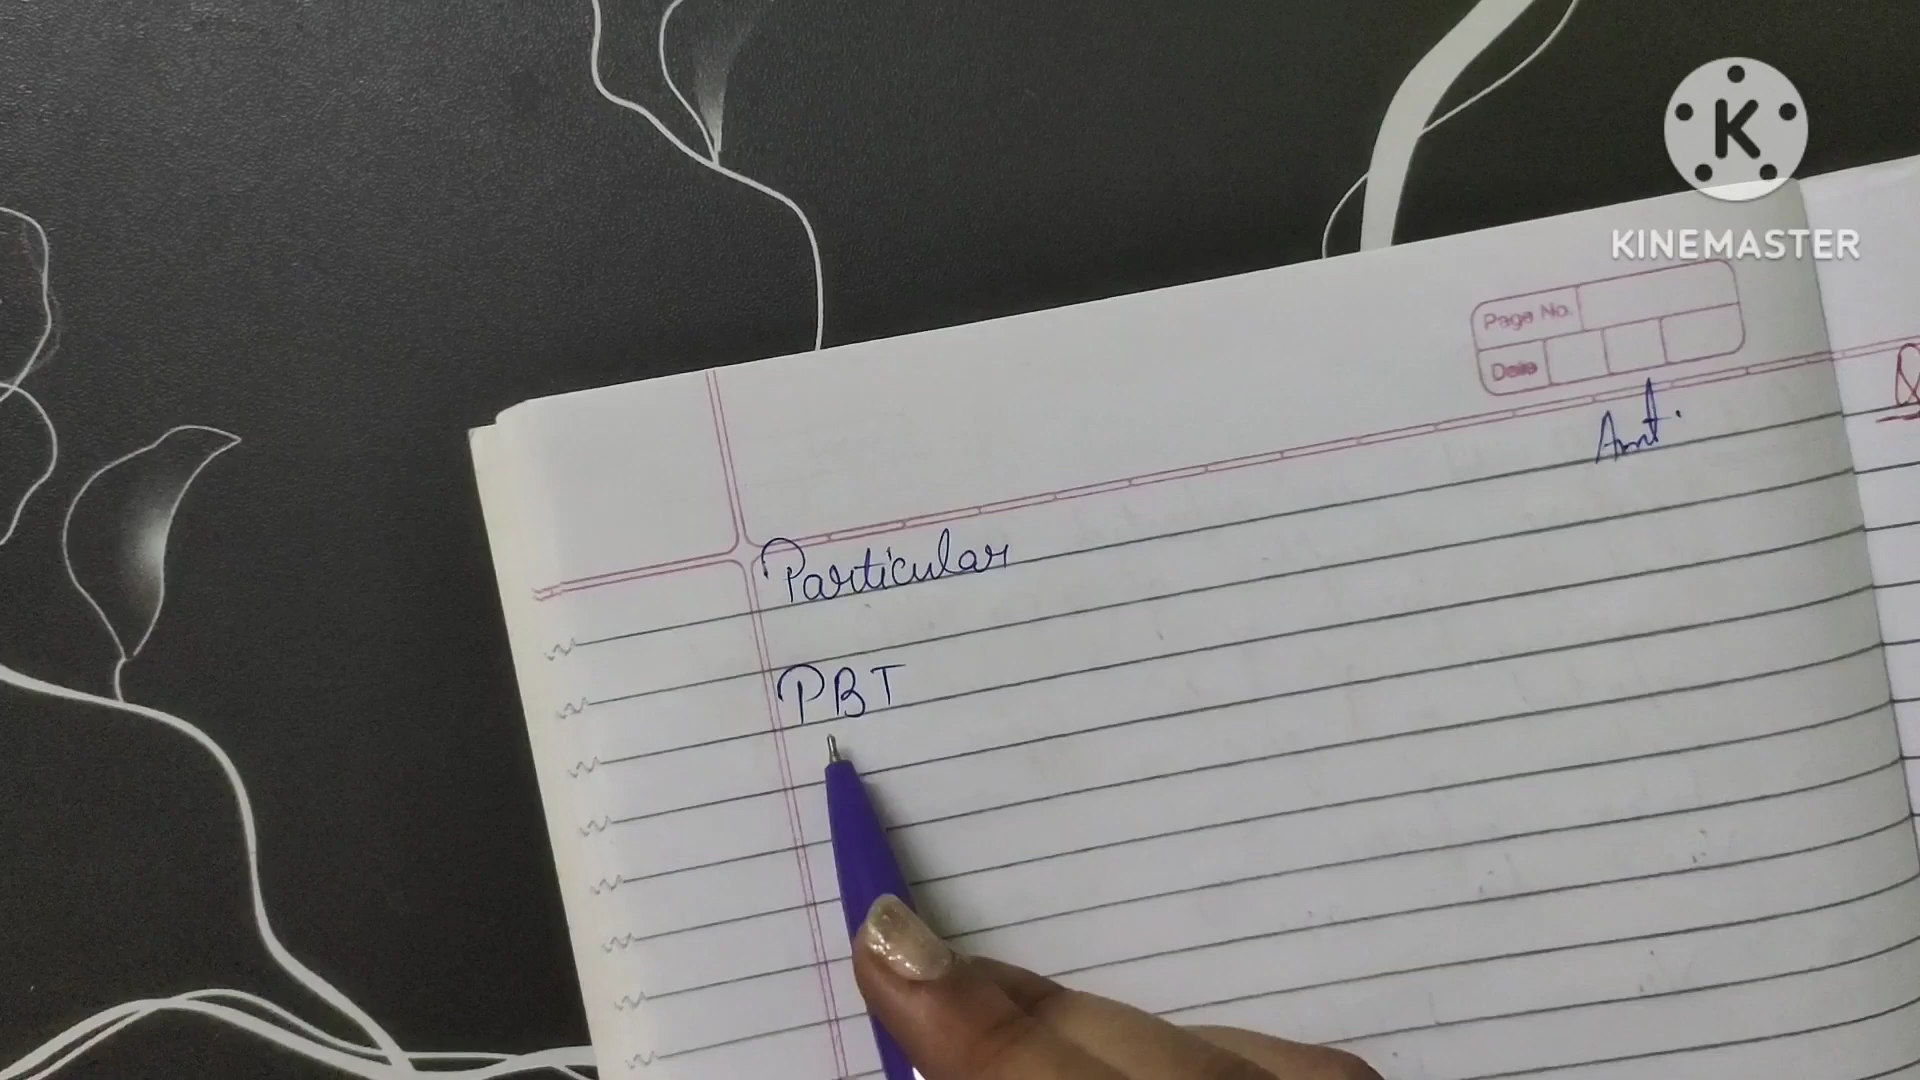 K
KINEMASTER
Page No.
Date
Amt.
Particular
PBT